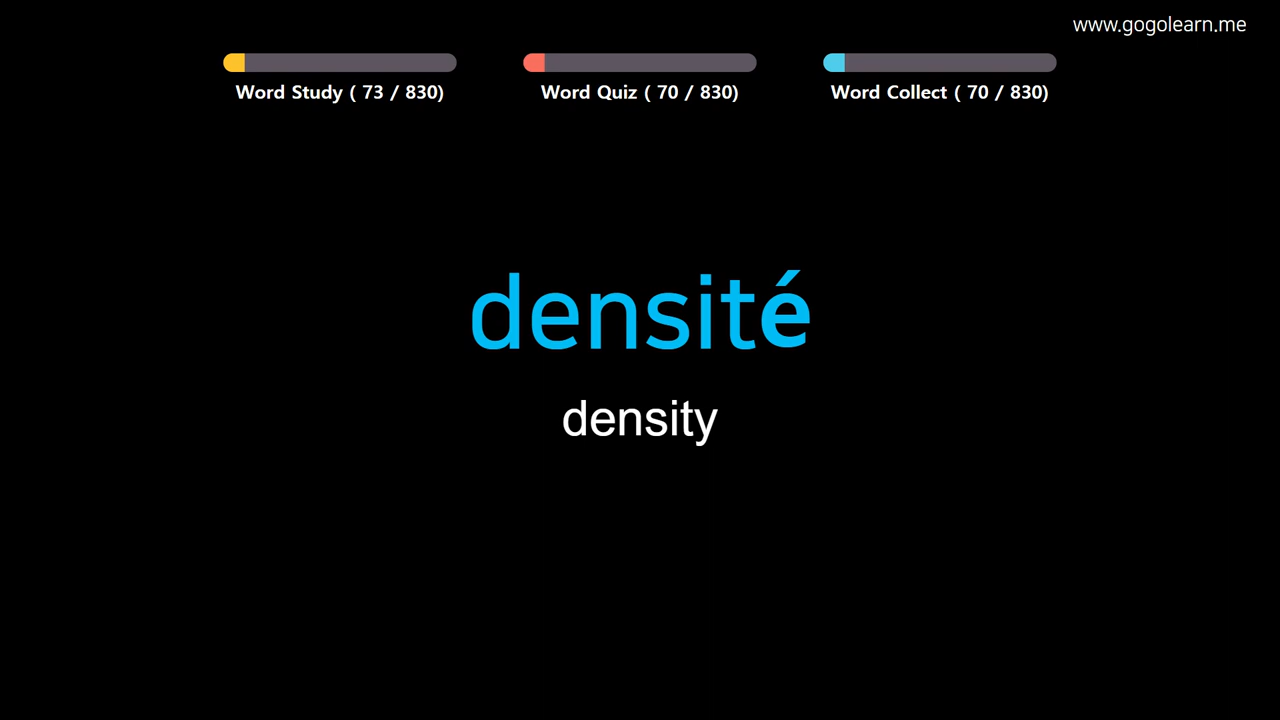 www.gogolearn.me
Word Study ( 73 / 830)
Word Quiz ( 70 / 830)
Word Collect ( 70 / 830)
densité
density